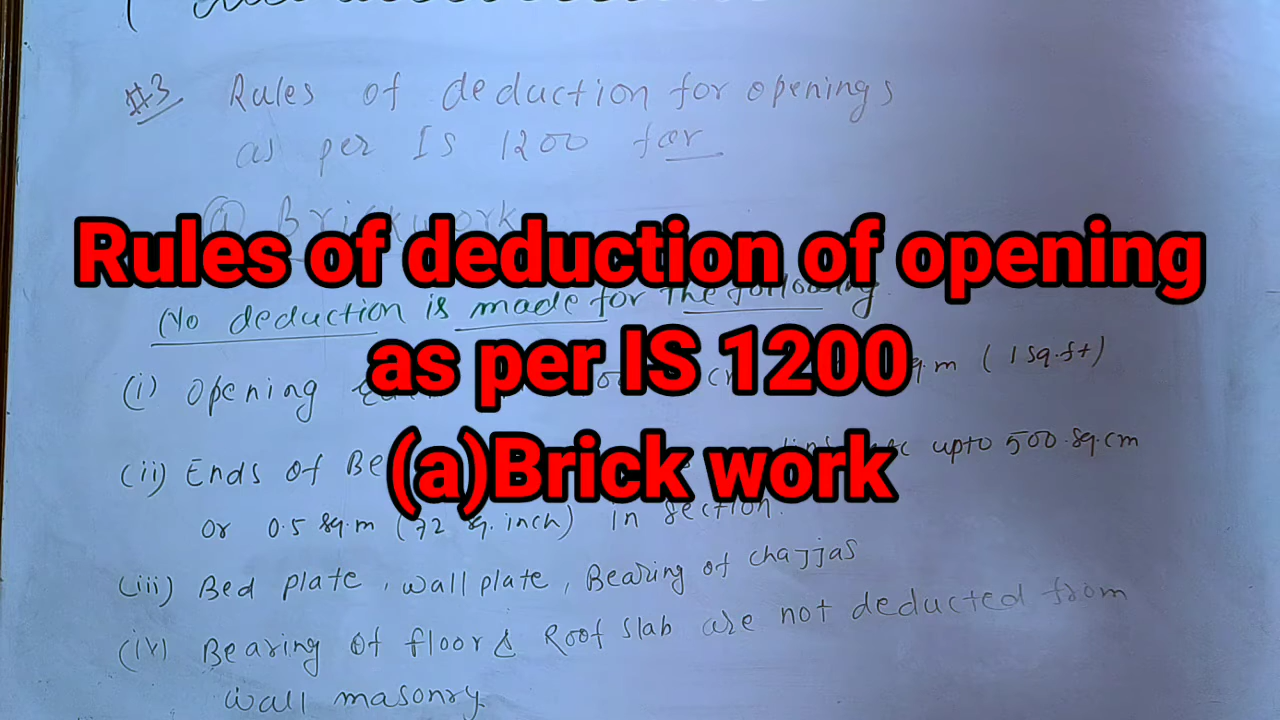 #3 Rules of deduction for openings
as per IS 1200 for
(a) Brickwork
Rules of deduction of opening
No deduction is made for the following
as per IS 1200
(i) Opening sq.m (1 sq.ft)
(a)Brick work
(ii) Ends of upto 500 sq.cm
or 0.5 sq.m (72 sq.inch) in section.
(iii) Bed plate, wall plate, Bearing of chajjas
(iv) Bearing of floor & Roof slab are not deducted from
wall masonry